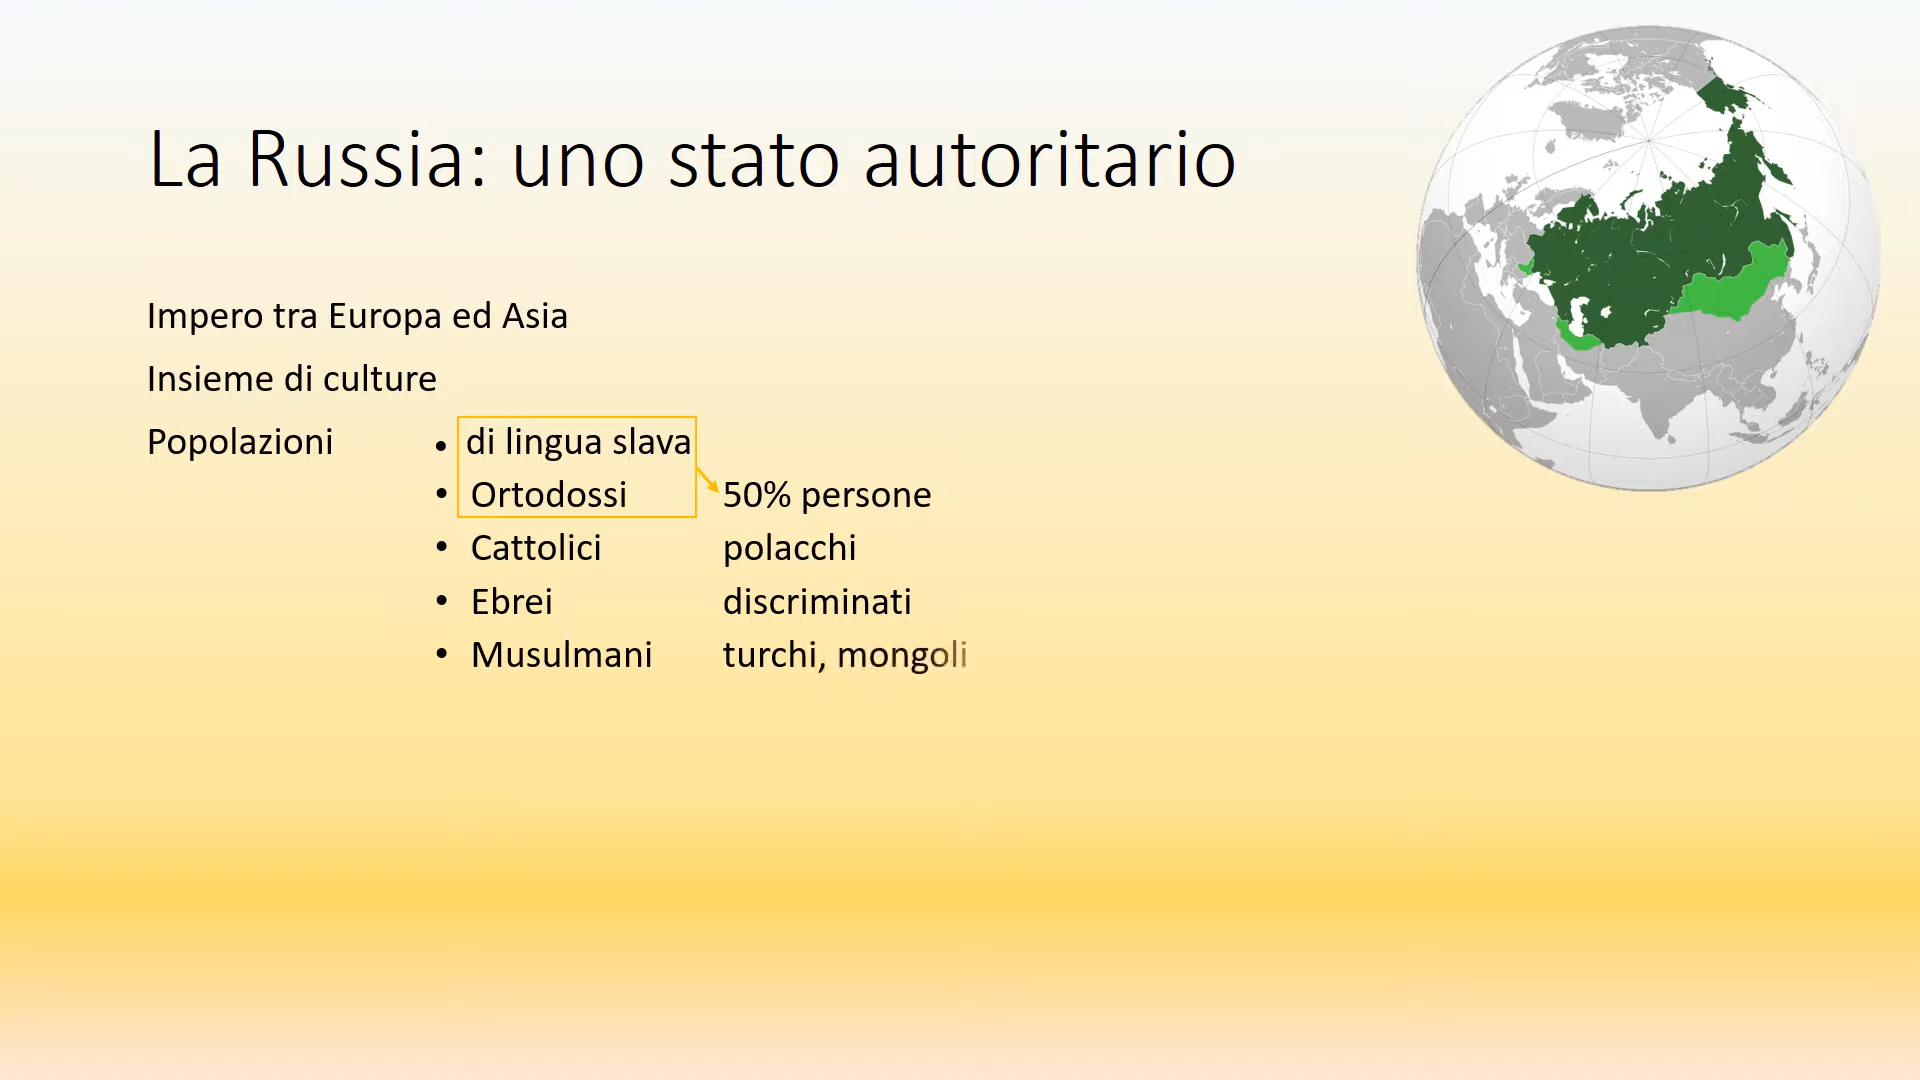 La Russia: uno stato autoritario
Impero tra Europa ed Asia
Insieme di culture
Popolazioni • di lingua slava
• Ortodossi 50% persone
• Cattolici polacchi
• Ebrei discriminati
• Musulmani turchi, mongoli